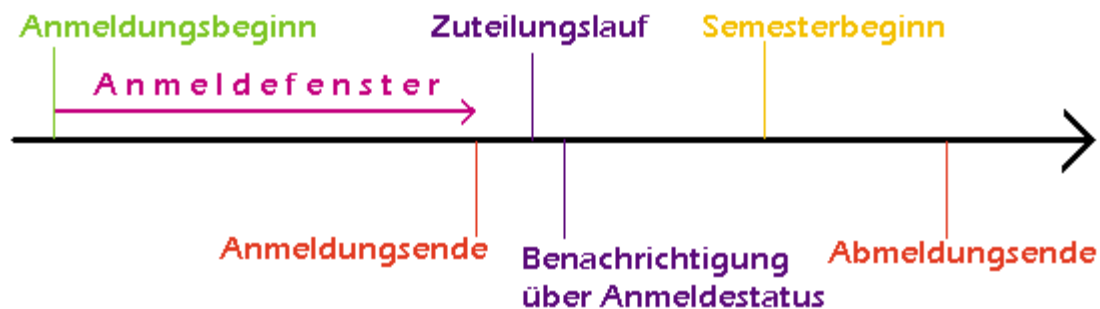 Anmeldungsbeginn
Zuteilungslauf
Semesterbeginn
Anmeldefenster
Anmeldungsende
Benachrichtigung
über Anmeldestatus
Abmeldungsende